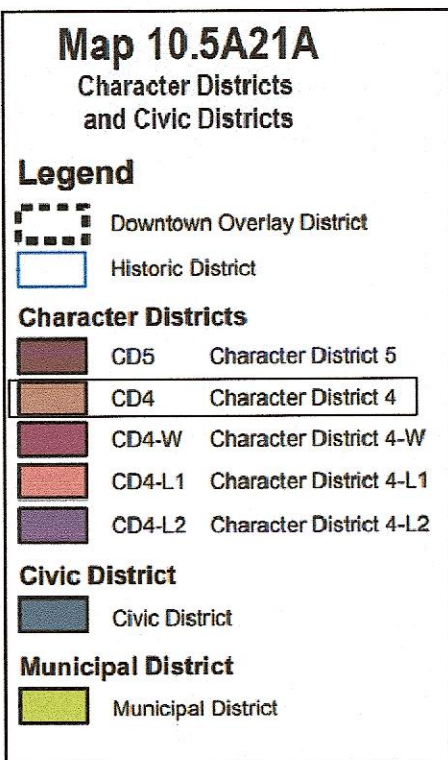 Map 10.5A21A
Character Districts
and Civic Districts
Legend
Downtown Overlay District
Historic District
Character Districts
CD5 Character District 5
CD4 Character District 4
CD4-W Character District 4-W
CD4-L1 Character District 4-L1
CD4-L2 Character District 4-L2
Civic District
Civic District
Municipal District
Municipal District